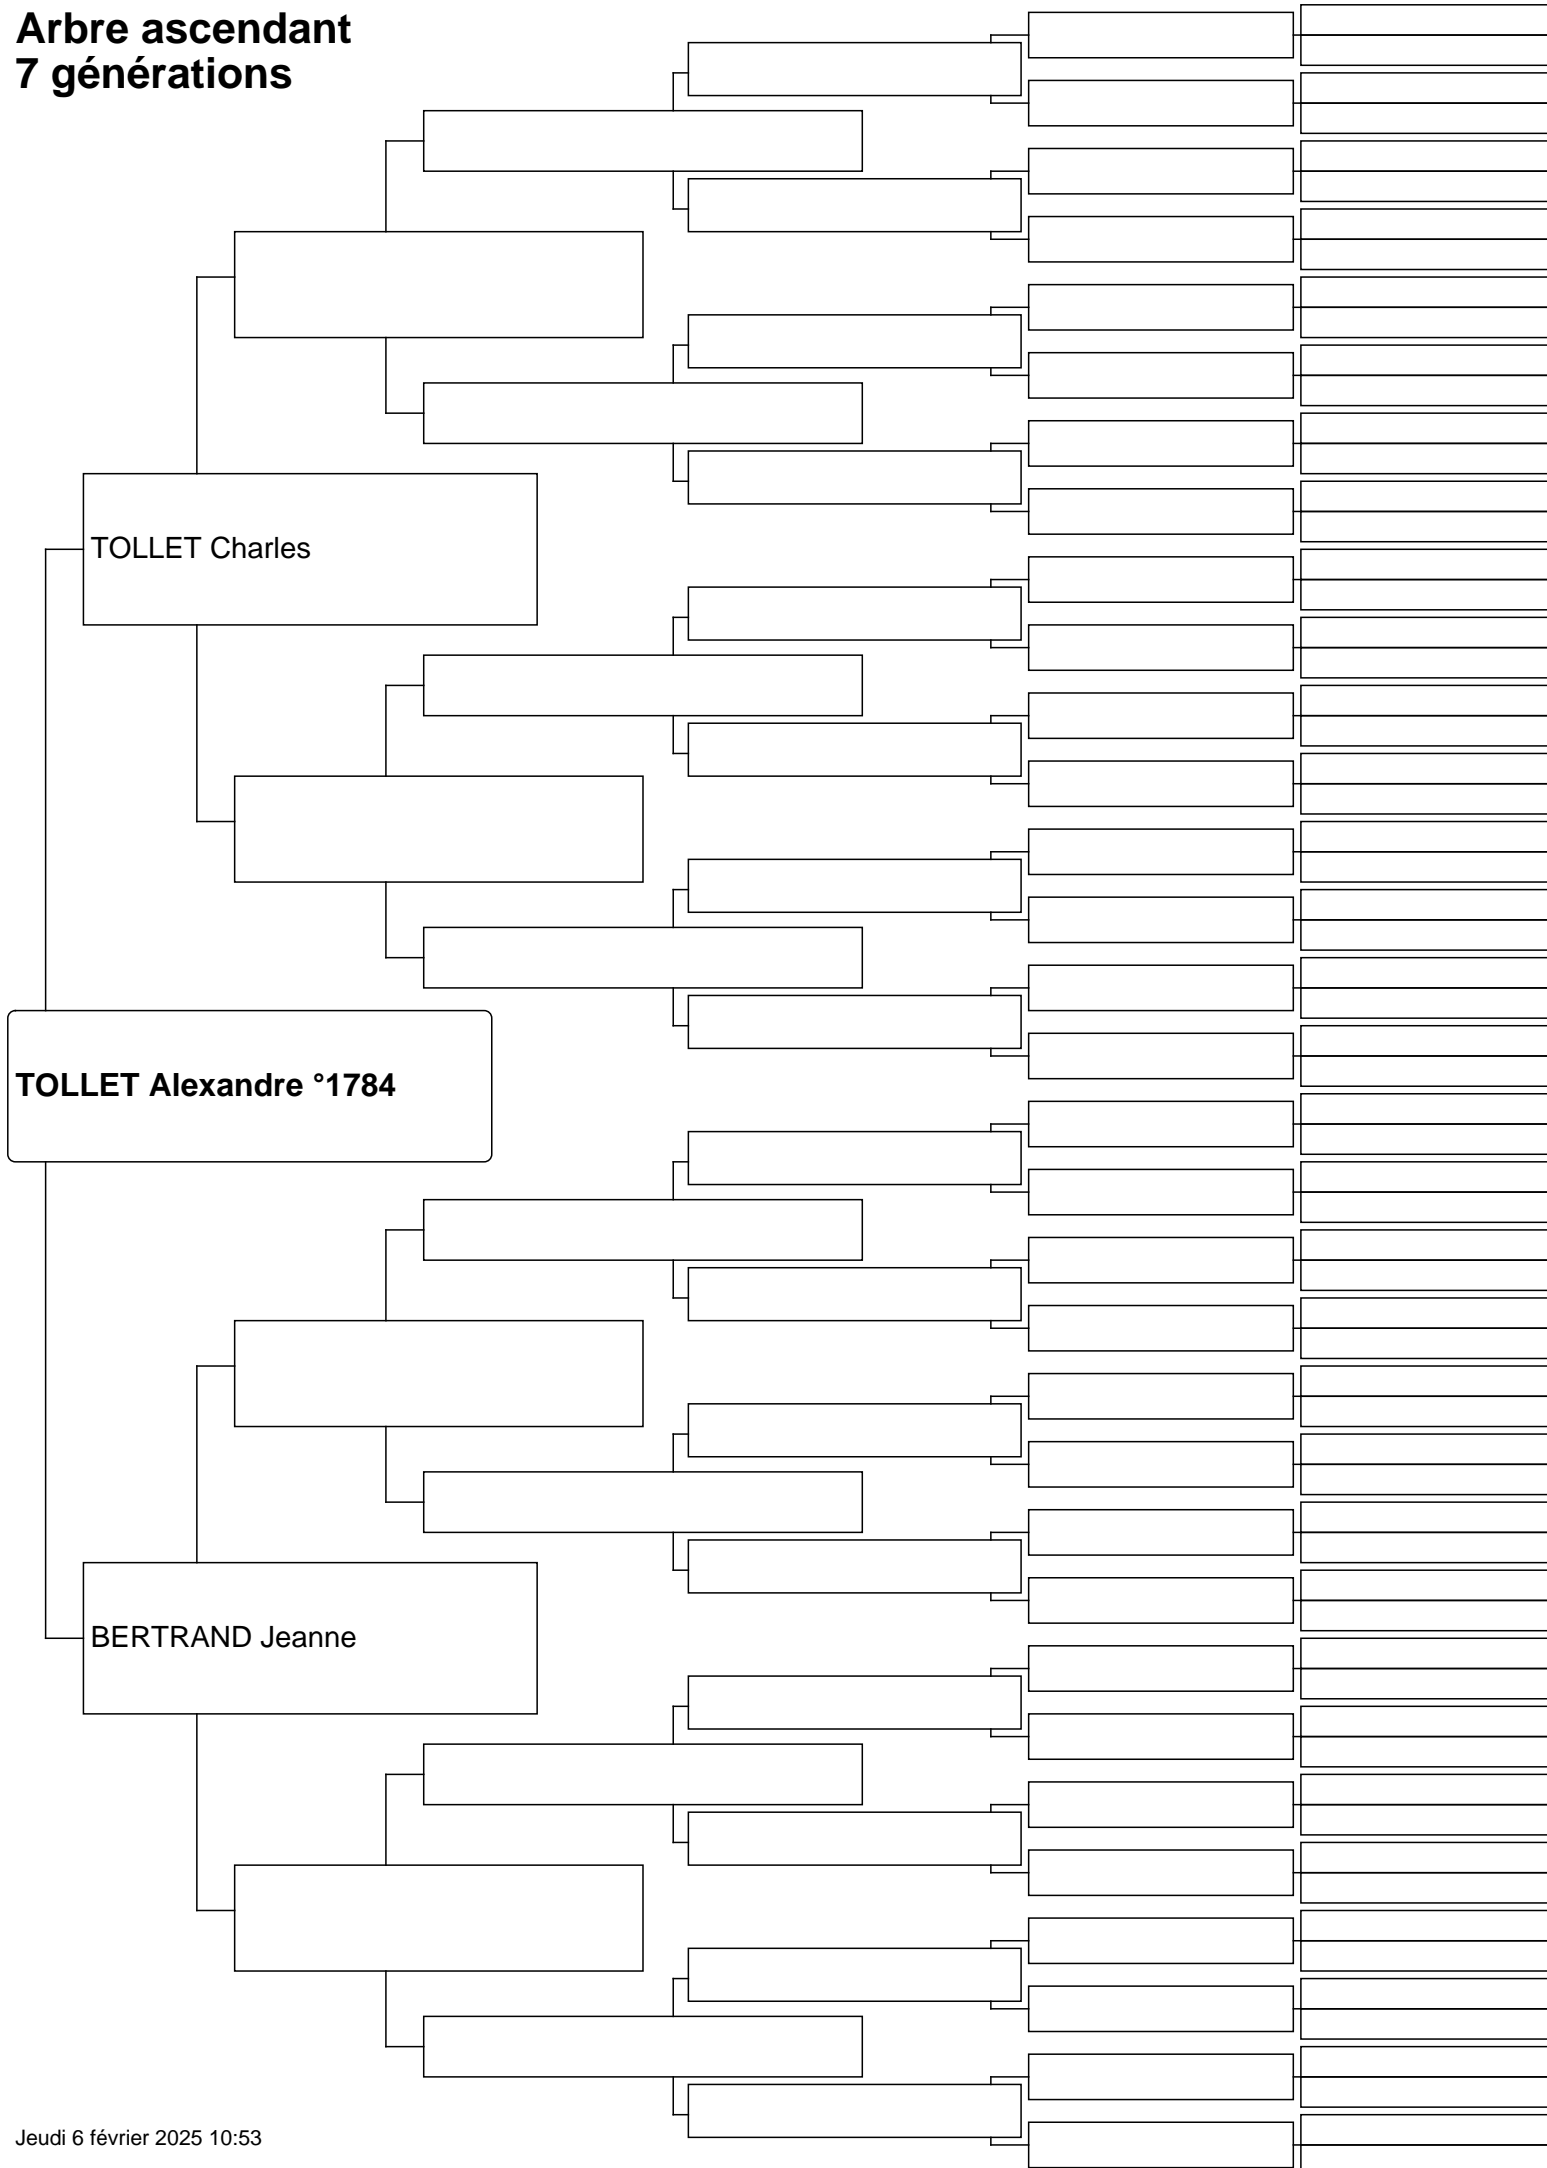 Arbre ascendant
7 générations
TOLLET Charles
TOLLET Alexandre °1784
BERTRAND Jeanne
Jeudi 6 février 2025 10:53